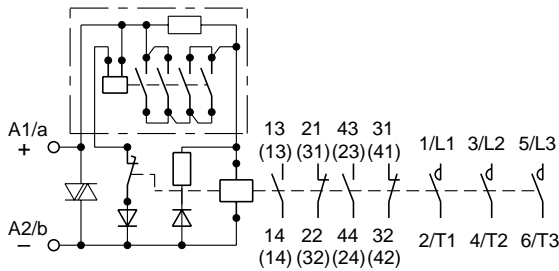 A1/a
+
A2/b
−
13 21 43 31
(13) (31) (23) (41)
1/L1 3/L2 5/L3
14 22 44 32
(14) (32) (24) (42)
2/T1 4/T2 6/T3